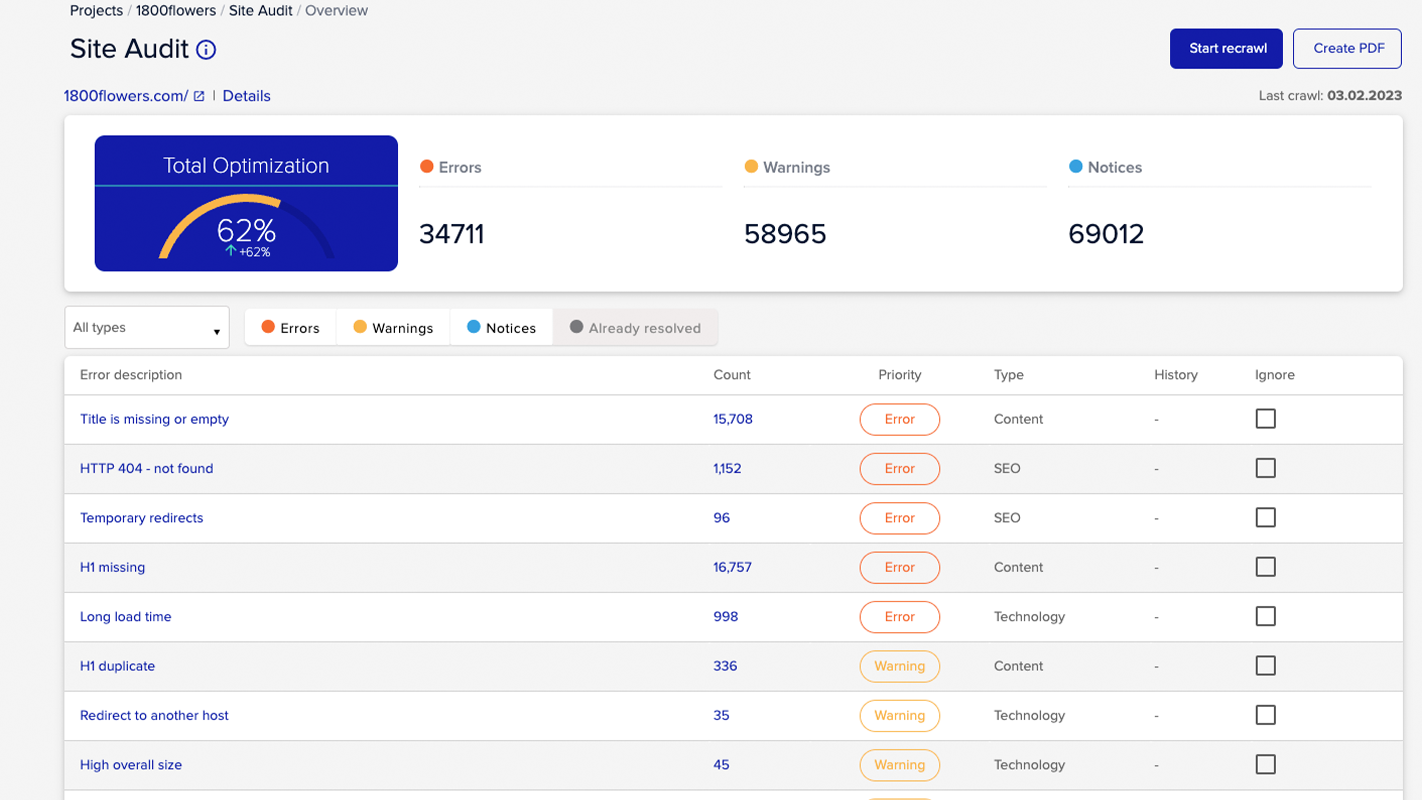 Projects / 1800flowers / Site Audit / Overview
Site Audit
Start recrawl
Create PDF
1800flowers.com/ | Details
Last crawl: 03.02.2023
Total Optimization
62%
+62%
Errors
34711
Warnings
58965
Notices
69012
All types
Errors
Warnings
Notices
Already resolved
Error description Count Priority Type History Ignore
Title is missing or empty 15,708 Error Content -
HTTP 404 - not found 1,152 Error SEO -
Temporary redirects 96 Error SEO -
H1 missing 16,757 Error Content -
Long load time 998 Error Technology -
H1 duplicate 336 Warning Content -
Redirect to another host 35 Warning Technology -
High overall size 45 Warning Technology -